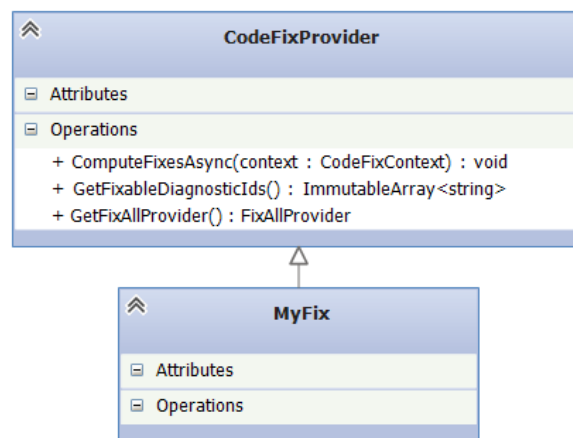 CodeFixProvider
Attributes
Operations
+ ComputeFixesAsync(context : CodeFixContext) : void
+ GetFixableDiagnosticIds() : ImmutableArray<string>
+ GetFixAllProvider() : FixAllProvider
MyFix
Attributes
Operations